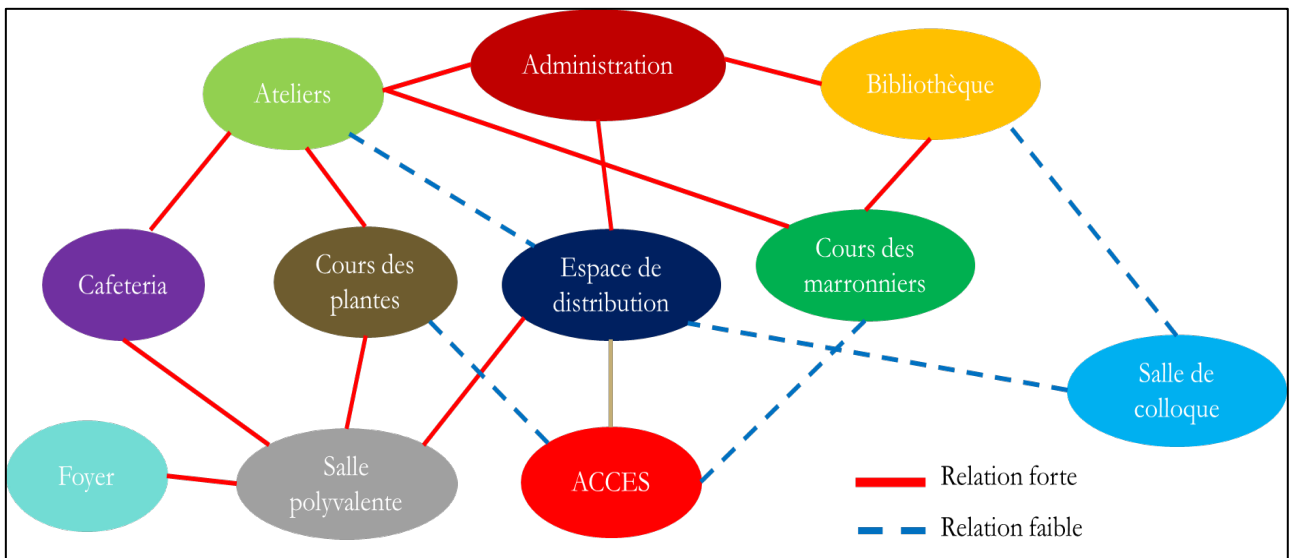 Administration
Ateliers
Bibliothèque
Cafeteria
Cours des
plantes
Espace de
distribution
Cours des
marronniers
Salle de
colloque
Foyer
Salle
polyvalente
ACCES
Relation forte
Relation faible